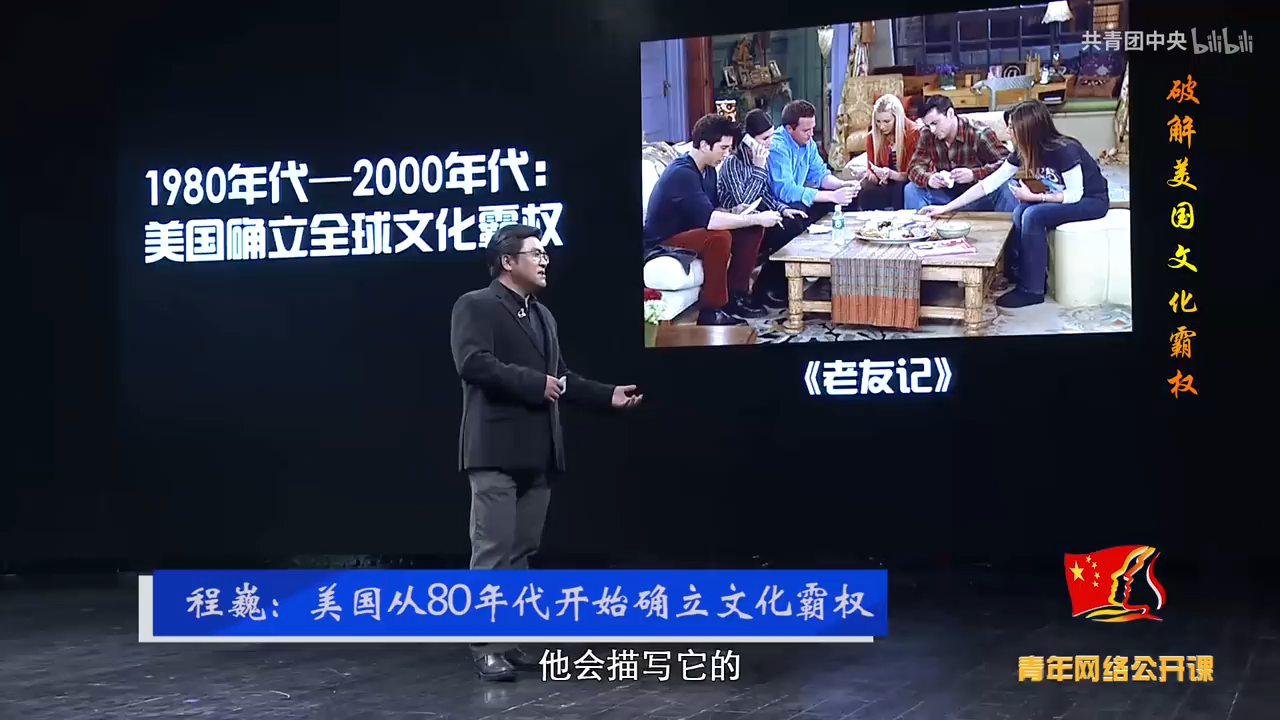 共青团中央 bilibili
1980年代—2000年代：
美国确立全球文化霸权
《老友记》
破解美国文化霸权
程巍：美国从80年代开始确立文化霸权
他会描写它的
青年网络公开课